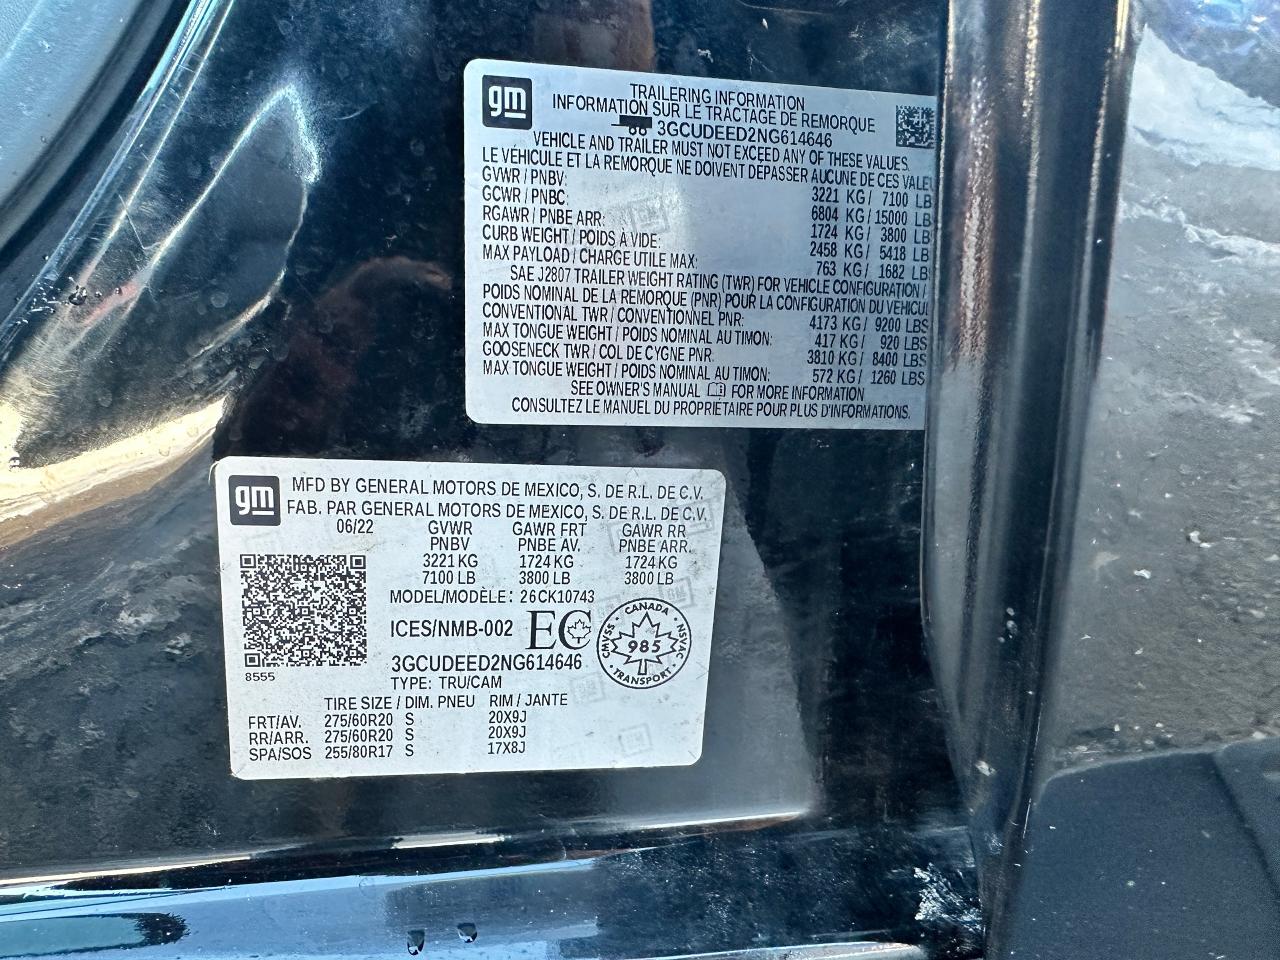 gm
TRAILERING INFORMATION
INFORMATION SUR LE TRACTAGE DE REMORQUE
3GCUDEED2NG614646
VEHICLE AND TRAILER MUST NOT EXCEED ANY OF THESE VALUES.
LE VÉHICULE ET LA REMORQUE NE DOIVENT DEPASSER AUCUNE DE CES
GVWR / PNBV: 3221 KG / 7100 LB
GCWR / PNBC: 6804 KG / 15000 LB
RGAWR / PNBE ARR: 1724 KG / 3800 LB
CURB WEIGHT / POIDS À VIDE: 2458 KG / 5418 LB
MAX PAYLOAD / CHARGE UTILE MAX: 763 KG / 1682 LB
SAE J2807 TRAILER WEIGHT RATING (TWR) FOR VEHICLE CONFIGURATION /
POIDS NOMINAL DE LA REMORQUE (PNR) POUR LA CONFIGURATION DU
CONVENTIONAL TWR / CONVENTIONNEL PNR: 4173 KG / 9200 LBS
MAX TONGUE WEIGHT / POIDS NOMINAL AU TIMON: 417 KG / 920 LBS
GOOSENECK TWR / COL DE CYGNE PNR: 3810 KG / 8400 LBS
MAX TONGUE WEIGHT / POIDS NOMINAL AU TIMON: 572 KG / 1260 LBS
SEE OWNER'S MANUAL FOR MORE INFORMATION
CONSULTEZ LE MANUEL DU PROPRIÉTAIRE POUR PLUS D'INFORMATIONS.
gm
MFD BY GENERAL MOTORS DE MEXICO, S. DE R.L. DE C.V.
FAB. PAR GENERAL MOTORS DE MEXICO, S. DE R.L. DE C.V.
06/22 GVWR GAWR FRT GAWR RR
PNBV PNBE AV. PNBE ARR.
3221 KG 1724 KG 1724 KG
7100 LB 3800 LB 3800 LB
MODEL/MODÈLE: 26CK10743
ICES/NMB-002 EC
CANADA
CMVSS - NSVAC
985
TRANSPORT
3GCUDEED2NG614646
8555
TYPE: TRU/CAM
TIRE SIZE / DIM. PNEU RIM / JANTE
FRT/AV. 275/60R20 S 20X9J
RR/ARR. 275/60R20 S 20X9J
SPA/SOS 255/80R17 S 17X8J